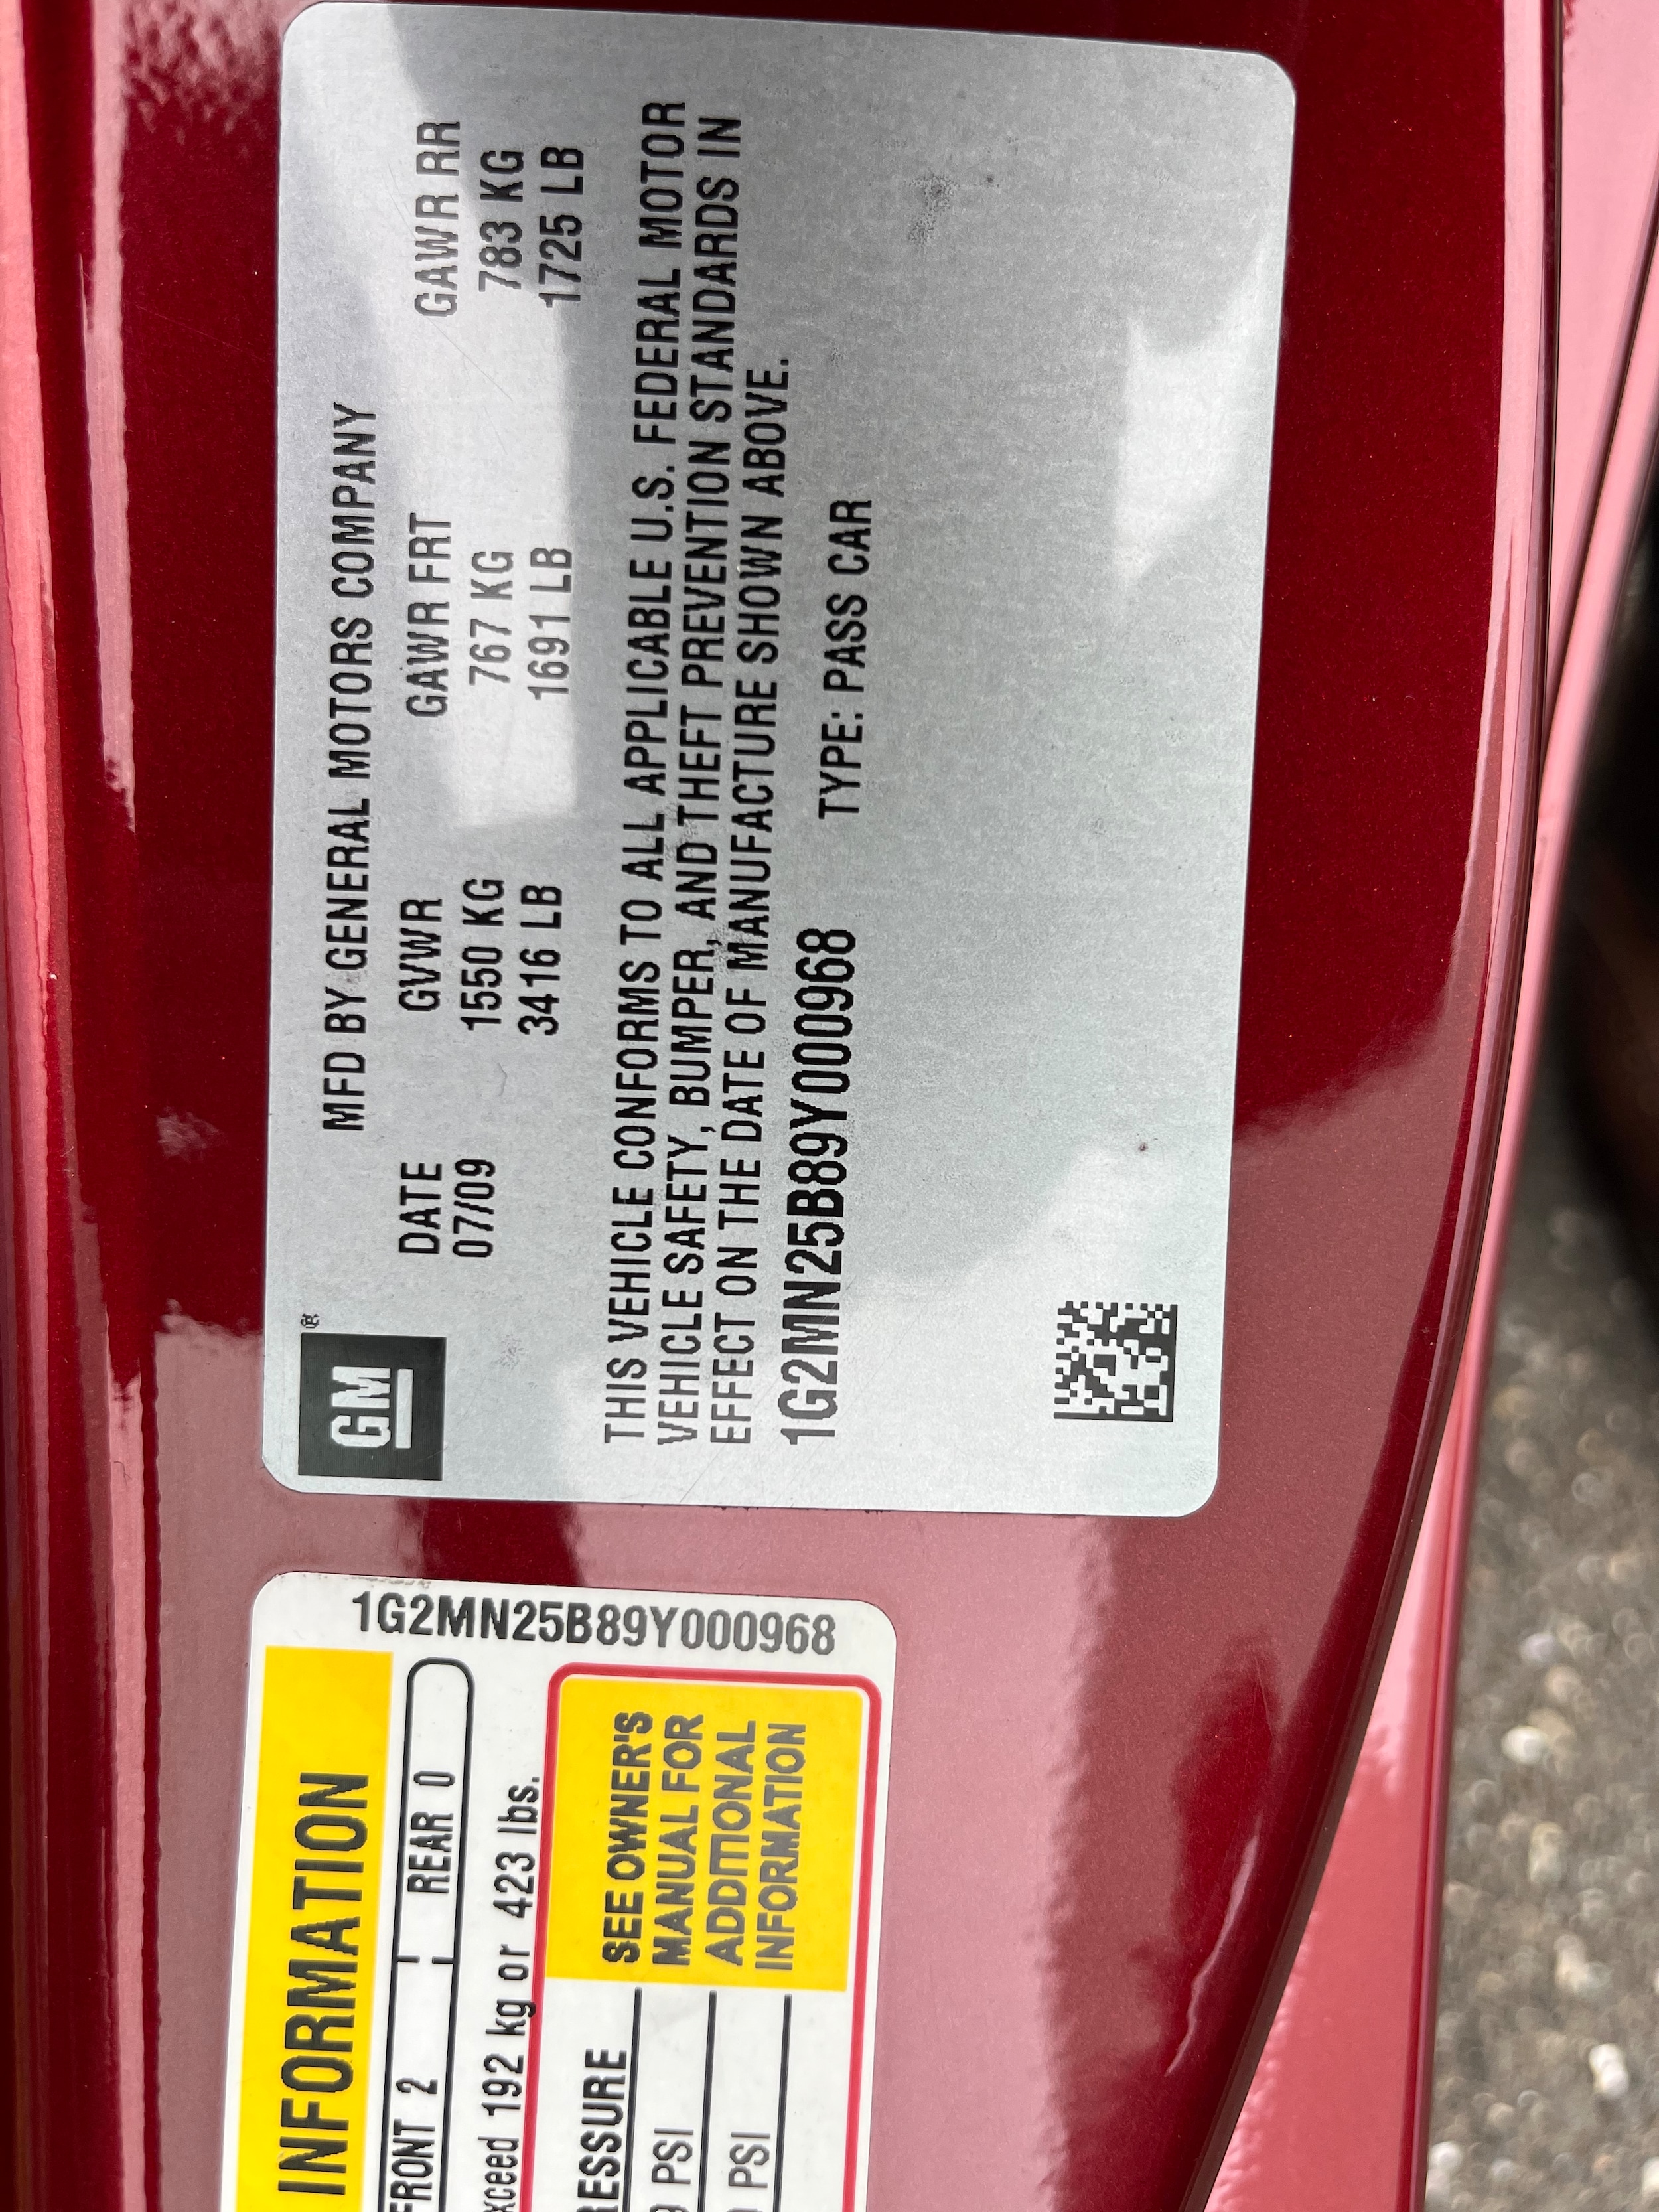 GM ®
MFD BY GENERAL MOTORS COMPANY
DATE GVWR GAWR FRT GAWR RR
07/09 1550 KG 767 KG 783 KG
3416 LB 1691 LB 1725 LB
THIS VEHICLE CONFORMS TO ALL APPLICABLE U.S. FEDERAL MOTOR
VEHICLE SAFETY, BUMPER, AND THEFT PREVENTION STANDARDS IN
EFFECT ON THE DATE OF MANUFACTURE SHOWN ABOVE.
1G2MN25B89Y000968 TYPE: PASS CAR
1G2MN25B89Y000968
INFORMATION
FRONT 2 REAR 0
192 kg or 423 lbs.
SEE OWNER'S
MANUAL FOR
ADDITIONAL
INFORMATION
PSI
PSI